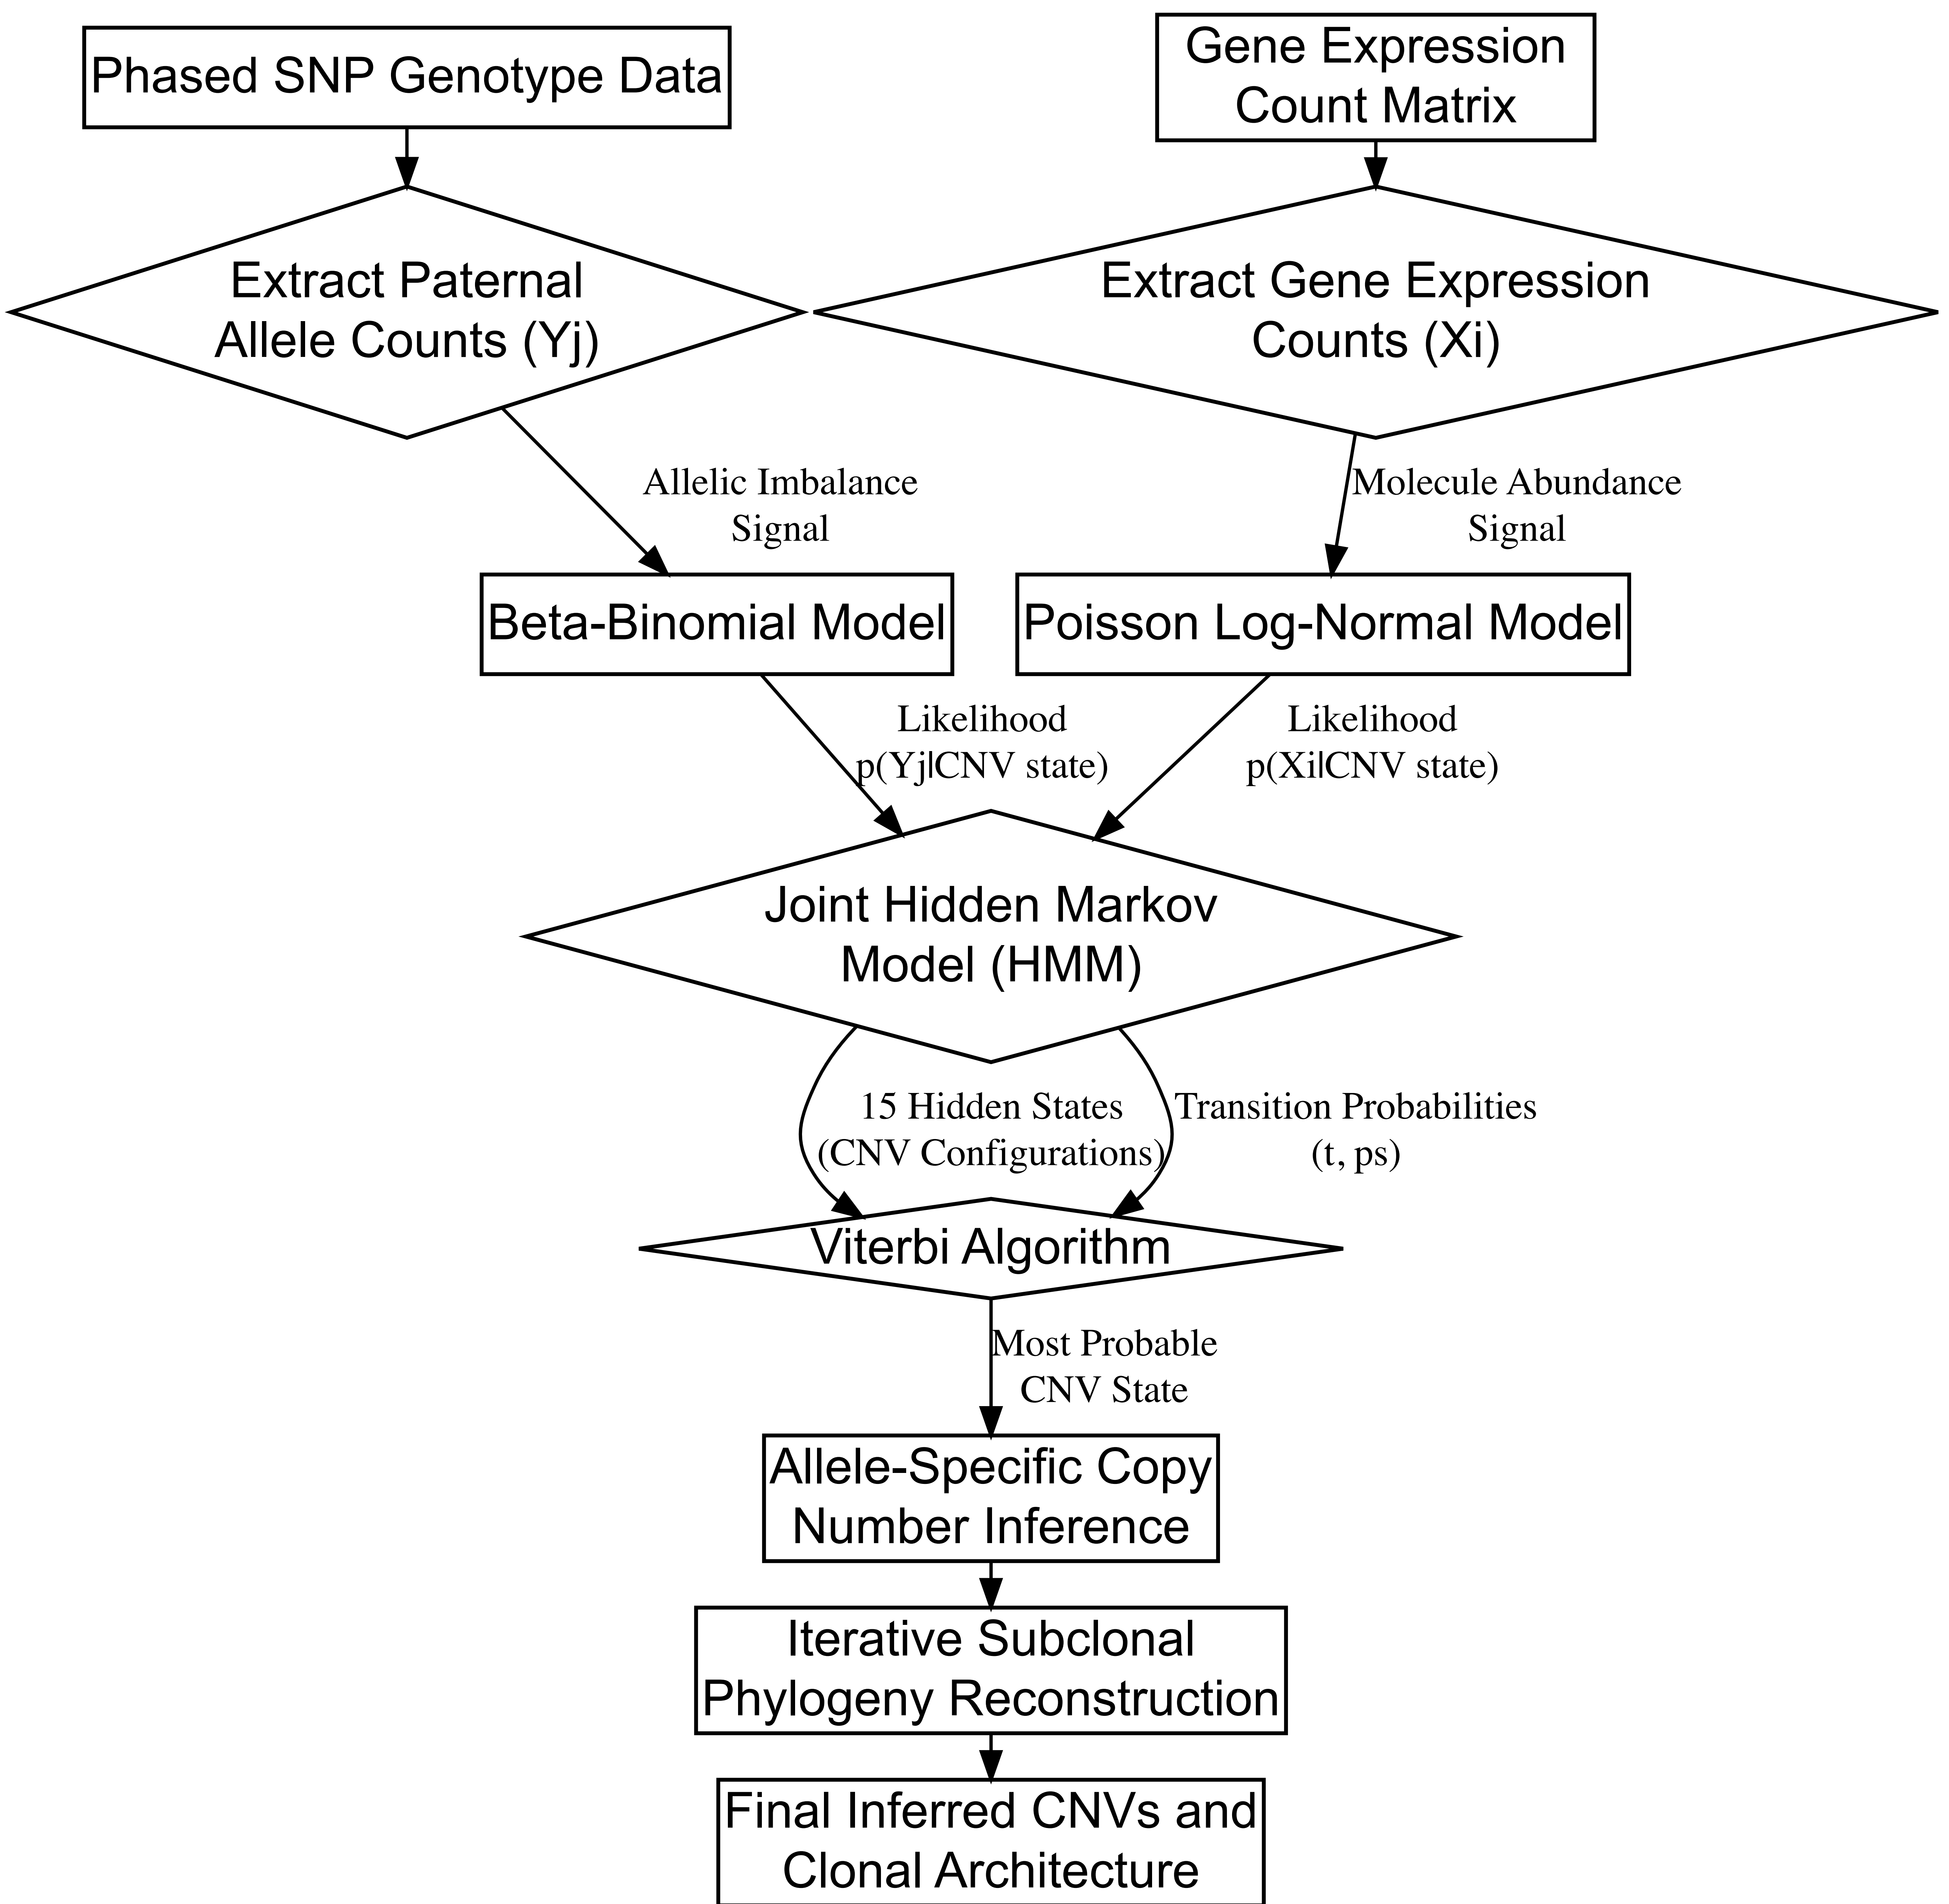 Phased SNP Genotype Data
Gene Expression
Count Matrix
Extract Paternal
Allele Counts (Yj)
Extract Gene Expression
Counts (Xi)
Allelic Imbalance
Signal
Molecule Abundance
Signal
Beta-Binomial Model
Poisson Log-Normal Model
Likelihood
p(Yj|CNV state)
Likelihood
p(Xi|CNV state)
Joint Hidden Markov
Model (HMM)
15 Hidden States
(CNV Configurations)
Transition Probabilities
(t, ps)
Viterbi Algorithm
Most Probable
CNV State
Allele-Specific Copy
Number Inference
Iterative Subclonal
Phylogeny Reconstruction
Final Inferred CNVs and
Clonal Architecture